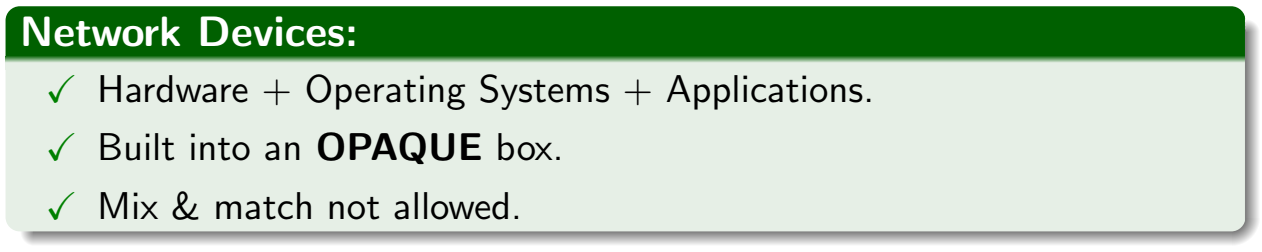 Network Devices:
✓ Hardware + Operating Systems + Applications.
✓ Built into an OPAQUE box.
✓ Mix & match not allowed.